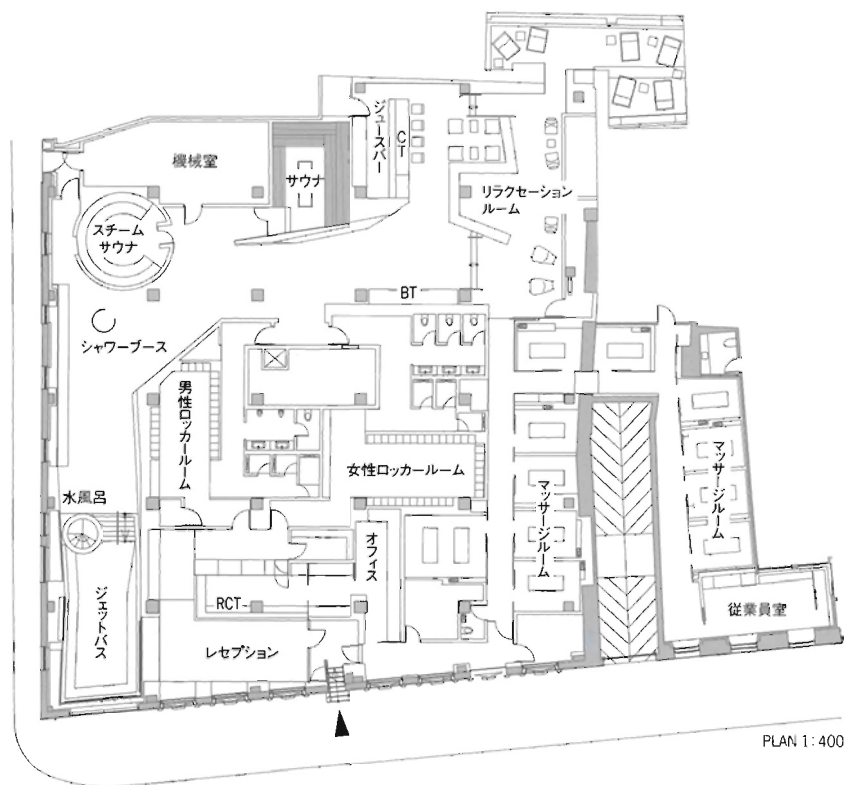 機械室
サウナ
ジュースバー
CT
リラクセーション
ルーム
スチーム
サウナ
BT
シャワーブース
男性ロッカールーム
女性ロッカールーム
マッサージルーム
マッサージルーム
水風呂
オフィス
ジェットバス
RCT
従業員室
レセプション
PLAN 1:400